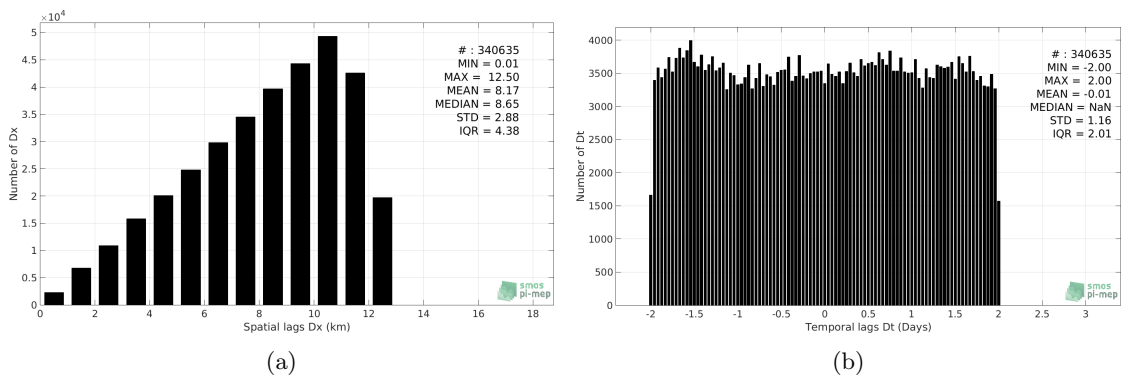 ×10⁴
5
4.5
4
3.5
3
2.5
2
1.5
1
0.5
0
Number of Dx
# : 340635
MIN = 0.01
MAX = 12.50
MEAN = 8.17
MEDIAN = 8.65
STD = 2.88
IQR = 4.38
smos
pi-mep
0 2 4 6 8 10 12 14 16 18
Spatial lags Dx (km)
(a)
4000
3500
3000
2500
2000
1500
1000
500
0
Number of Dt
# : 340635
MIN = -2.00
MAX = 2.00
MEAN = -0.01
MEDIAN = NaN
STD = 1.16
IQR = 2.01
smos
pi-mep
-2 -1.5 -1 -0.5 0 0.5 1 1.5 2 2.5 3
Temporal lags Dt (Days)
(b)